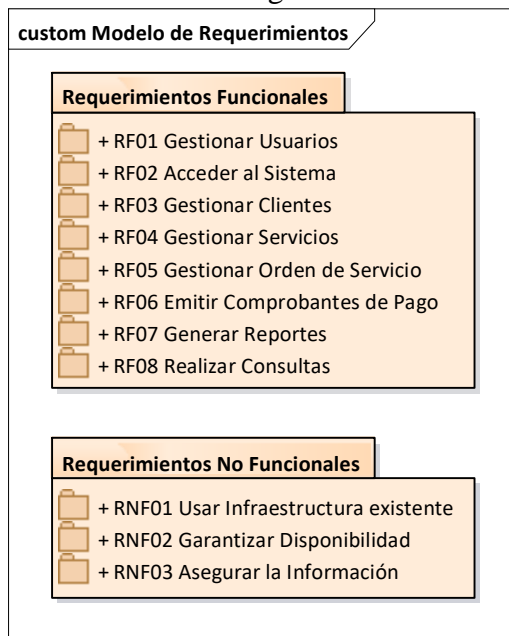 custom Modelo de Requerimientos
Requerimientos Funcionales
+ RF01 Gestionar Usuarios
+ RF02 Acceder al Sistema
+ RF03 Gestionar Clientes
+ RF04 Gestionar Servicios
+ RF05 Gestionar Orden de Servicio
+ RF06 Emitir Comprobantes de Pago
+ RF07 Generar Reportes
+ RF08 Realizar Consultas
Requerimientos No Funcionales
+ RNF01 Usar Infraestructura existente
+ RNF02 Garantizar Disponibilidad
+ RNF03 Asegurar la Información